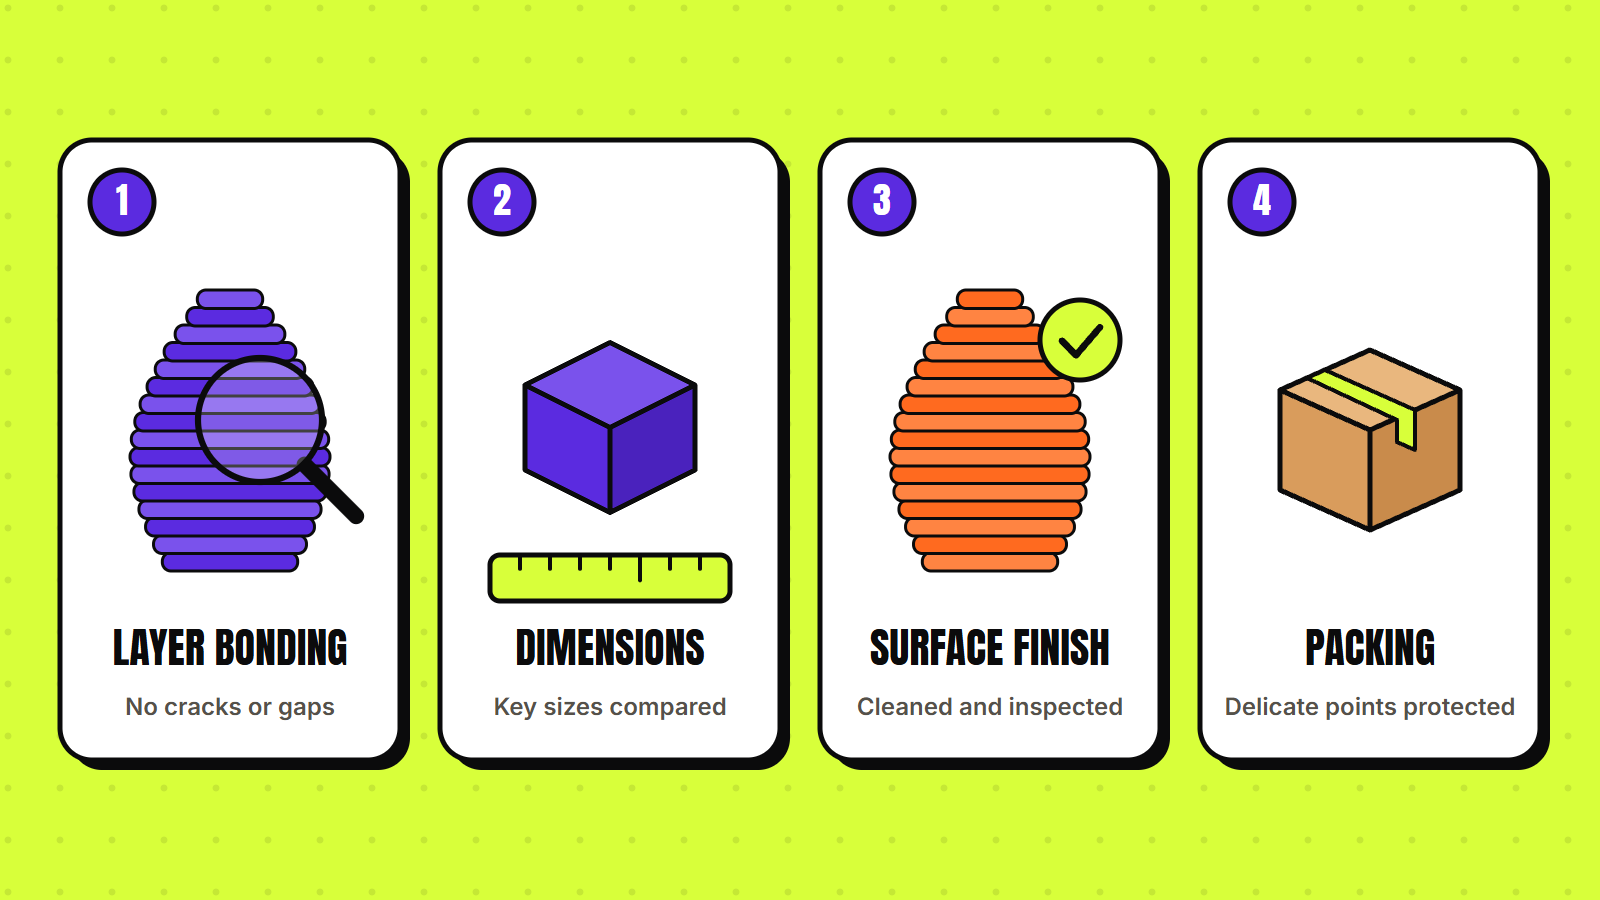 1
LAYER BONDING
No cracks or gaps
2
DIMENSIONS
Key sizes compared
3
SURFACE FINISH
Cleaned and inspected
4
PACKING
Delicate points protected